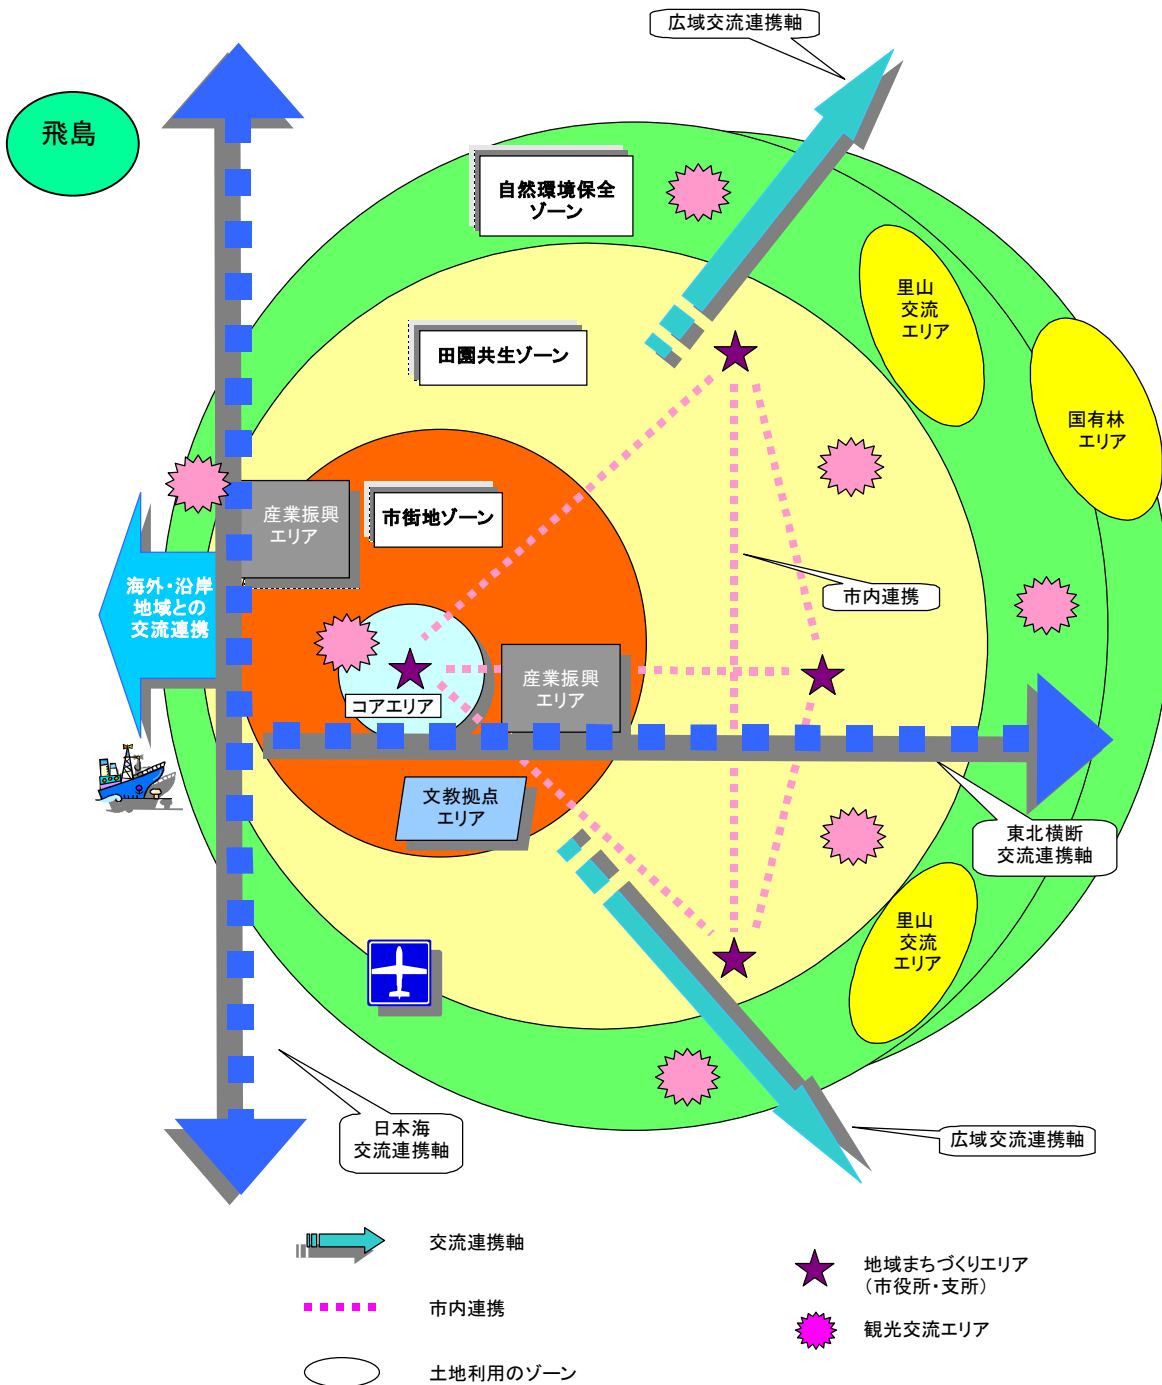 広域交流連携軸
飛島
自然環境保全
ゾーン
里山
交流
エリア
田園共生ゾーン
国有林
エリア
産業振興
エリア
市街地ゾーン
海外・沿岸
地域との
交流連携
市内連携
産業振興
エリア
コアエリア
文教拠点
エリア
東北横断
交流連携軸
里山
交流
エリア
日本海
交流連携軸
広域交流連携軸
交流連携軸
地域まちづくりエリア
（市役所・支所）
市内連携
観光交流エリア
土地利用のゾーン